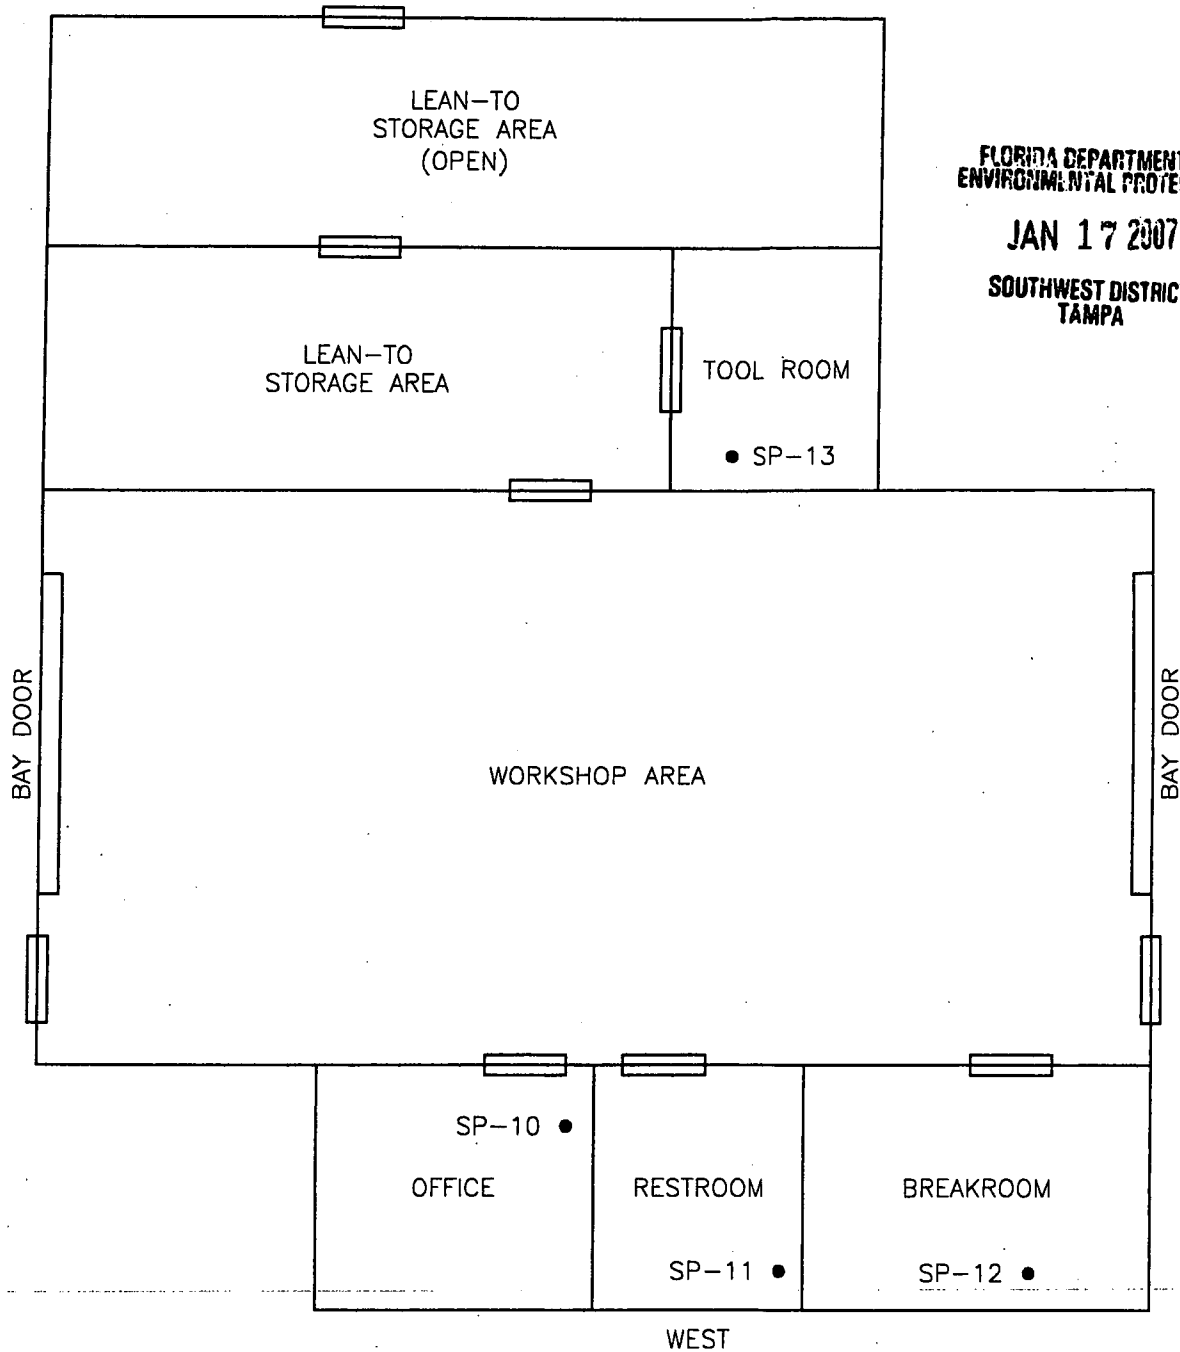 LEAN-TO
STORAGE AREA
(OPEN)
FLORIDA DEPARTMENT
ENVIRONMENTAL PROTE
JAN 17 2007
SOUTHWEST DISTRIC
TAMPA
LEAN-TO
STORAGE AREA
TOOL ROOM
SP-13
BAY DOOR
WORKSHOP AREA
BAY DOOR
SP-10
OFFICE
RESTROOM
BREAKROOM
SP-11
SP-12
WEST